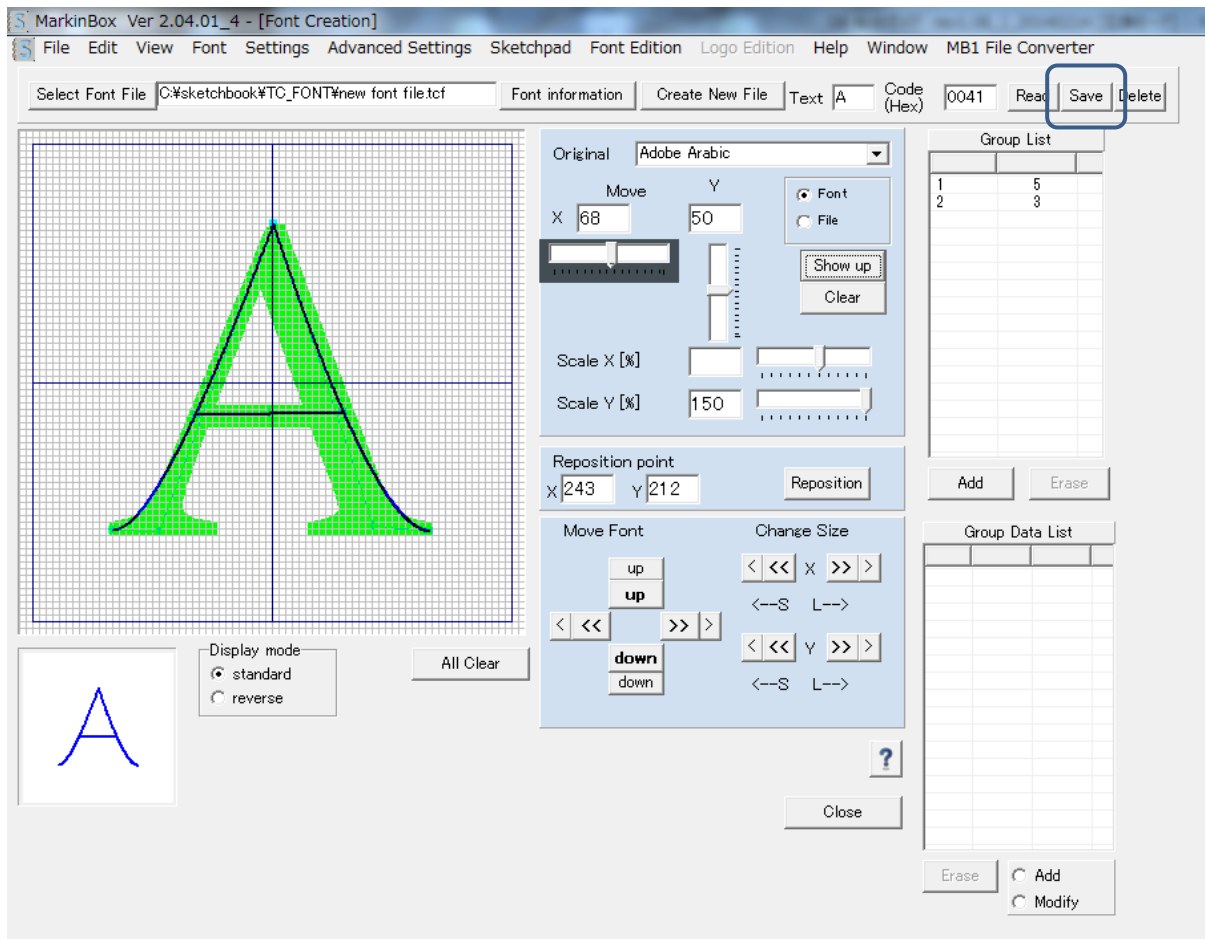 MarkinBox Ver 2.04.01_4 - [Font Creation]
File Edit View Font Settings Advanced Settings Sketchpad Font Edition Logo Edition Help Window MB1 File Converter
Select Font File C:¥sketchbook¥TC_FONT¥new font file.tcf Font information Create New File Text A Code (Hex) 0041 Read Save Delete
Original Adobe Arabic
Move Y
X 68 50
Font
File
Show up
Clear
Scale X [%]
Scale Y [%] 150
Reposition point
X 243 Y 212 Reposition
Move Font Change Size
up
up
< << >> >
down
down
< << X >> >
<--S L-->
< << Y >> >
<--S L-->
?
Close
Display mode
standard
reverse
All Clear
Group List
1 5
2 3
Add Erase
Group Data List
Erase Add
Modify